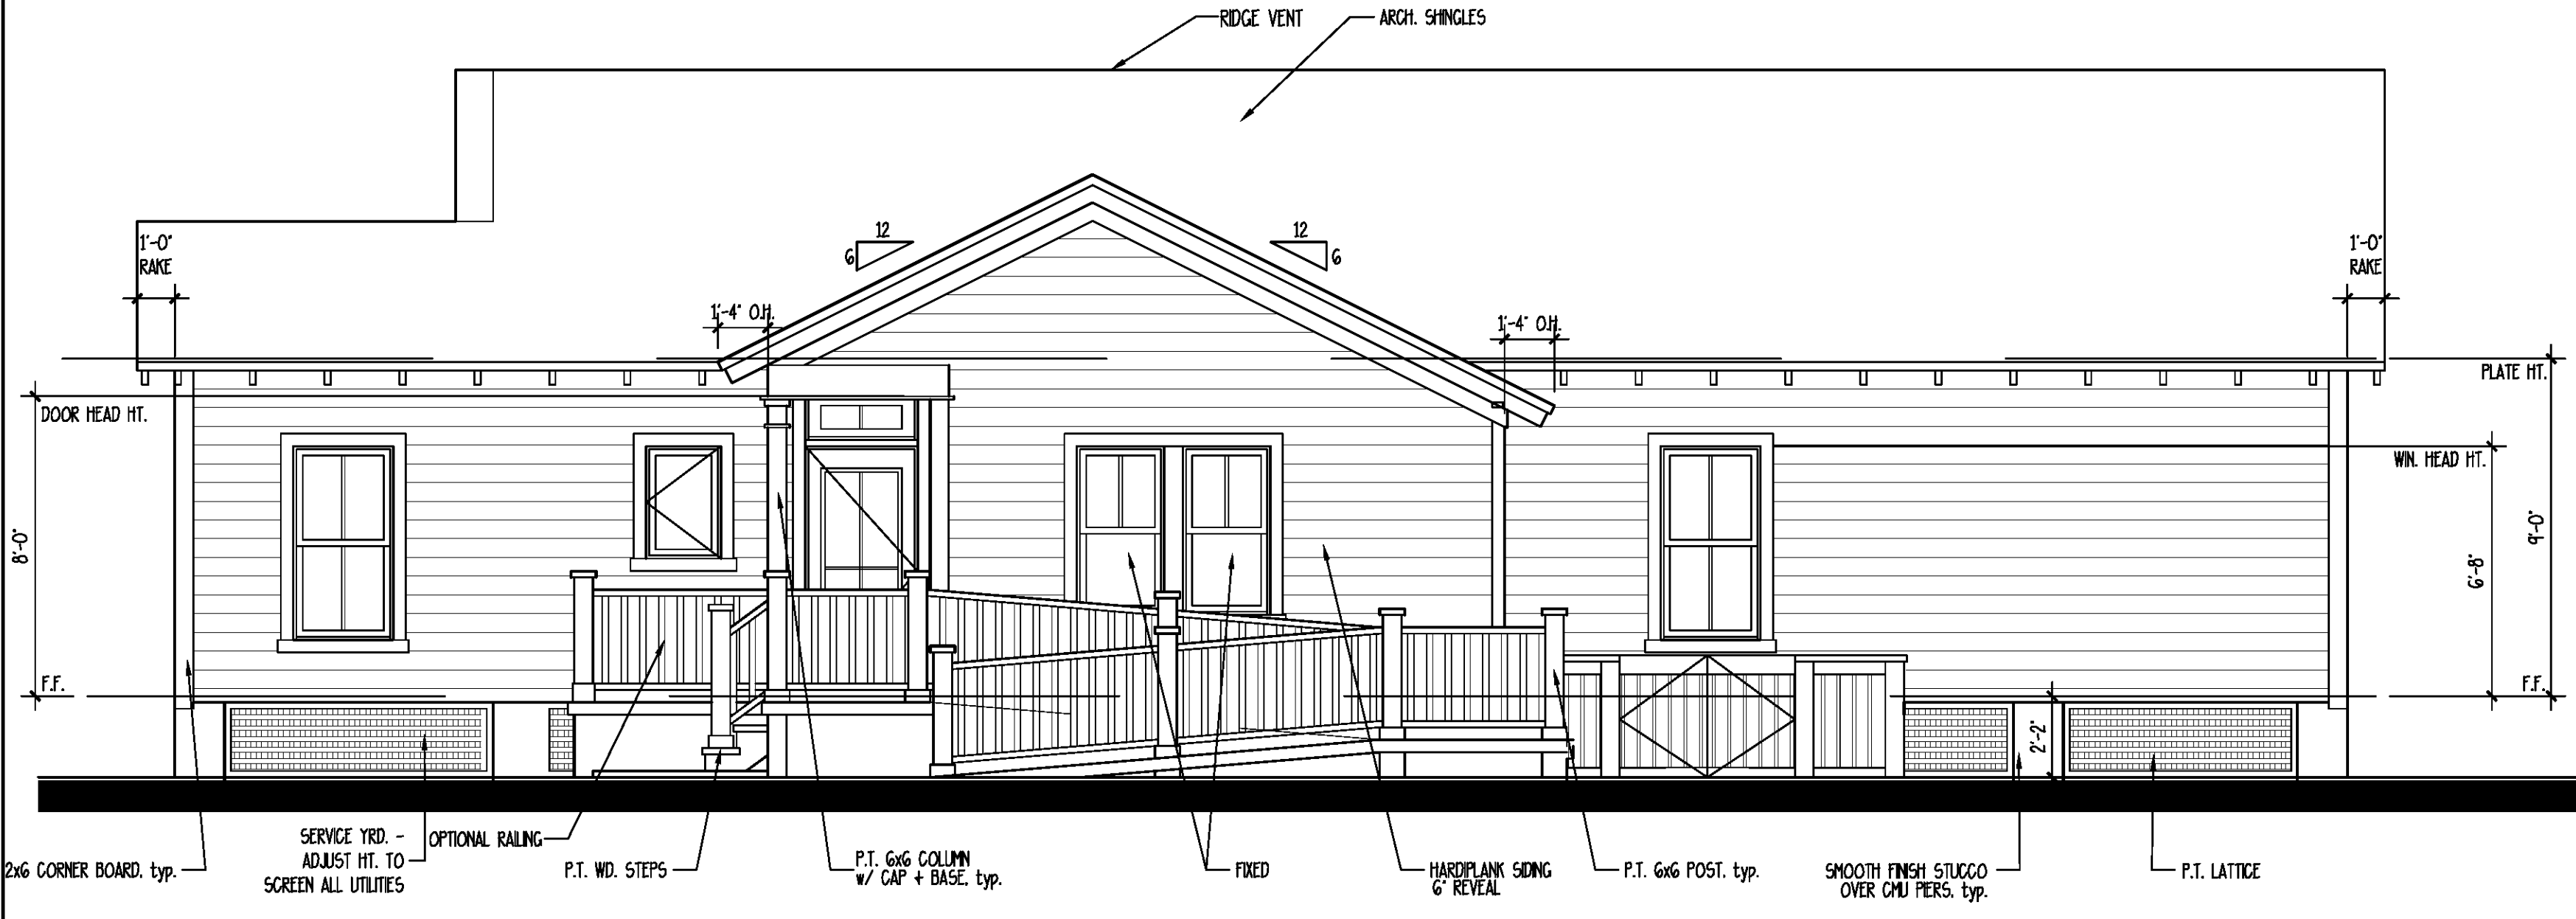 RIDGE VENT
ARCH. SHINGLES
1'-0"
RAKE
12
6
12
6
1'-0"
RAKE
1'-4" O.H.
1'-4" O.H.
PLATE HT.
DOOR HEAD HT.
WIN. HEAD HT.
8'-0"
9'-0"
6'-8"
F.F.
F.F.
2'-2"
SERVICE YRD. -
ADJUST HT. TO
SCREEN ALL UTILITIES
OPTIONAL RAILING
2x6 CORNER BOARD, typ.
P.T. WD. STEPS
P.T. 6x6 COLUMN
w/ CAP + BASE, typ.
FIXED
HARDIPLANK SIDING
6" REVEAL
P.T. 6x6 POST, typ.
SMOOTH FINISH STUCCO
OVER CMU PIERS, typ.
P.T. LATTICE